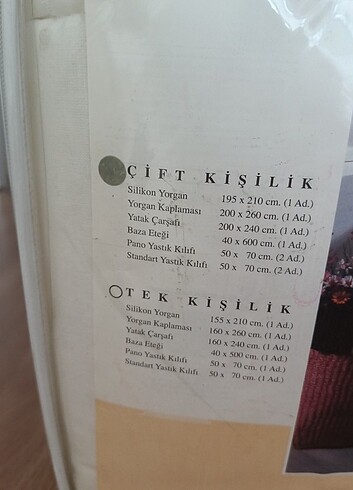 ÇİFT KİŞİLİK
Silikon Yorgan 195 x 210 cm. (1 Ad.)
Yorgan Kaplaması 200 x 260 cm. (1 Ad.)
Yatak Çarşafı 200 x 240 cm. (1 Ad.)
Baza Eteği 40 x 600 cm. (1 Ad.)
Pano Yastık Kılıfı 50 x 70 cm. (2 Ad.)
Standart Yastık Kılıfı 50 x 70 cm. (2 Ad.)
TEK KİŞİLİK
Silikon Yorgan 155 x 210 cm. (1 Ad.)
Yorgan Kaplaması 160 x 260 cm. (1 Ad.)
Yatak Çarşafı 160 x 240 cm. (1 Ad.)
Baza Eteği 40 x 500 cm. (1 Ad.)
Pano Yastık Kılıfı 50 x 70 cm. (1 Ad.)
Standart Yastık Kılıfı 50 x 70 cm. (1 Ad.)